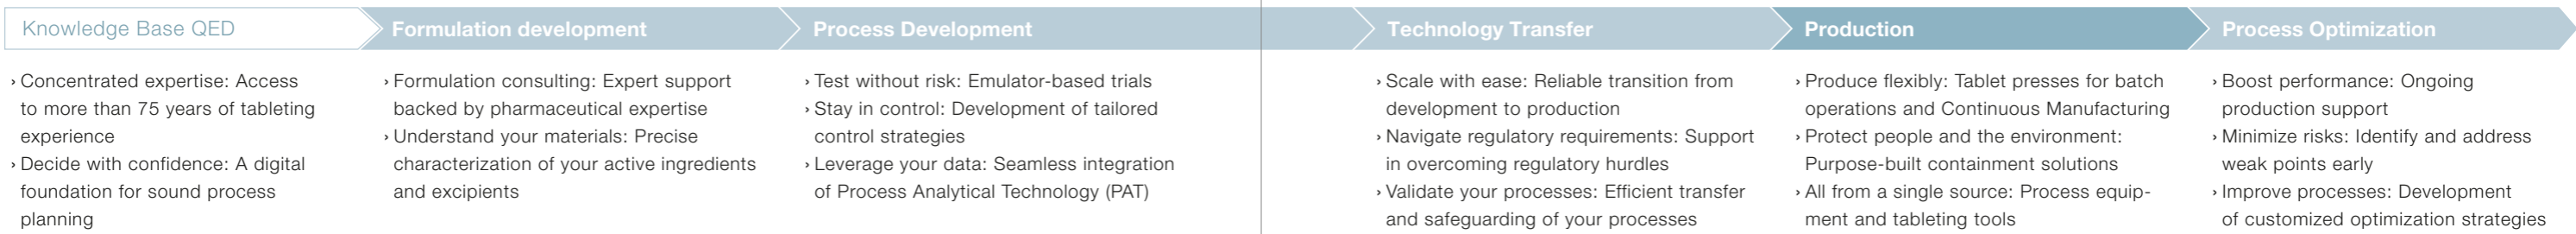 Knowledge Base QED
› Concentrated expertise: Access
to more than 75 years of tableting
experience
› Decide with confidence: A digital
foundation for sound process
planning
Formulation development
› Formulation consulting: Expert support
backed by pharmaceutical expertise
› Understand your materials: Precise
characterization of your active ingredients
and excipients
Process Development
› Test without risk: Emulator-based trials
› Stay in control: Development of tailored
control strategies
› Leverage your data: Seamless integration
of Process Analytical Technology (PAT)
Technology Transfer
› Scale with ease: Reliable transition from
development to production
› Navigate regulatory requirements: Support
in overcoming regulatory hurdles
› Validate your processes: Efficient transfer
and safeguarding of your processes
Production
› Produce flexibly: Tablet presses for batch
operations and Continuous Manufacturing
› Protect people and the environment:
Purpose-built containment solutions
› All from a single source: Process equip-
ment and tableting tools
Process Optimization
› Boost performance: Ongoing
production support
› Minimize risks: Identify and address
weak points early
› Improve processes: Development
of customized optimization strategies